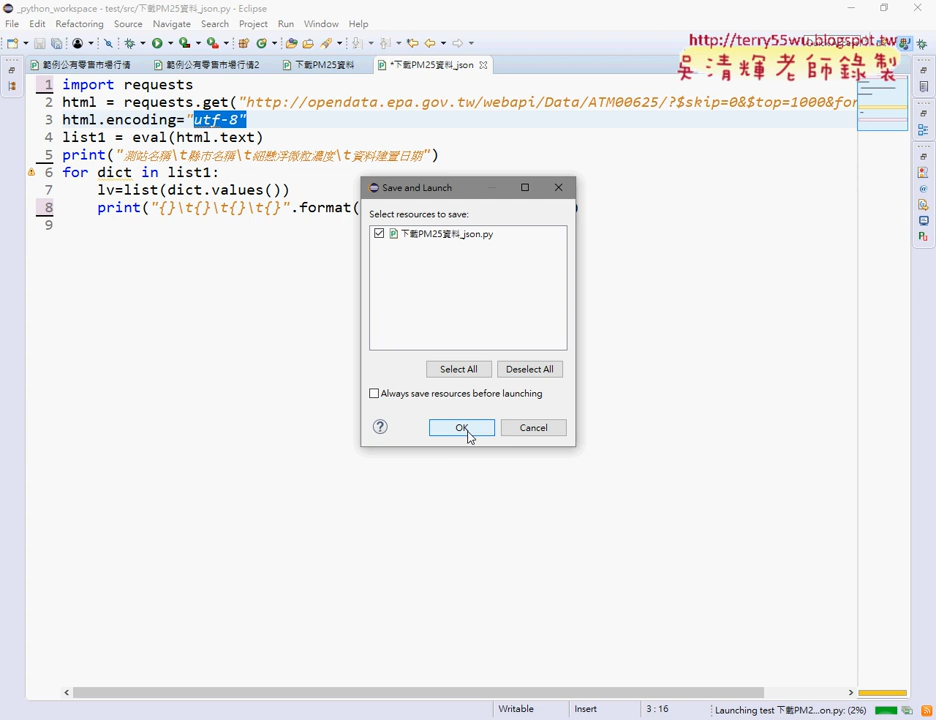 _python_workspace - test/src/下載PM25資料_json.py - Eclipse
File Edit Refactoring Source Navigate Search Project Run Window Help
http://terry55wu.blogspot.tw
吳清輝老師錄製
範例公有零售市場行情 範例公有零售市場行情2 下載PM25資料 *下載PM25資料_json.py
1 import requests
2 html = requests.get("http://opendata.epa.gov.tw/webapi/Data/ATM00625/?$skip=0&$top=1000&for
3 html.encoding="utf-8"
4 list1 = eval(html.text)
5 print("測站名稱\t縣市名稱\t細懸浮微粒濃度\t資料建置日期")
6 for dict in list1:
7 lv=list(dict.values())
8 print("{}\t{}\t{}\t{}".format(
9
Save and Launch
Select resources to save:
下載PM25資料_json.py
Select All Deselect All
Always save resources before launching
OK Cancel
Writable Insert 3 : 16 Launching test 下載PM2...on.py: (2%)